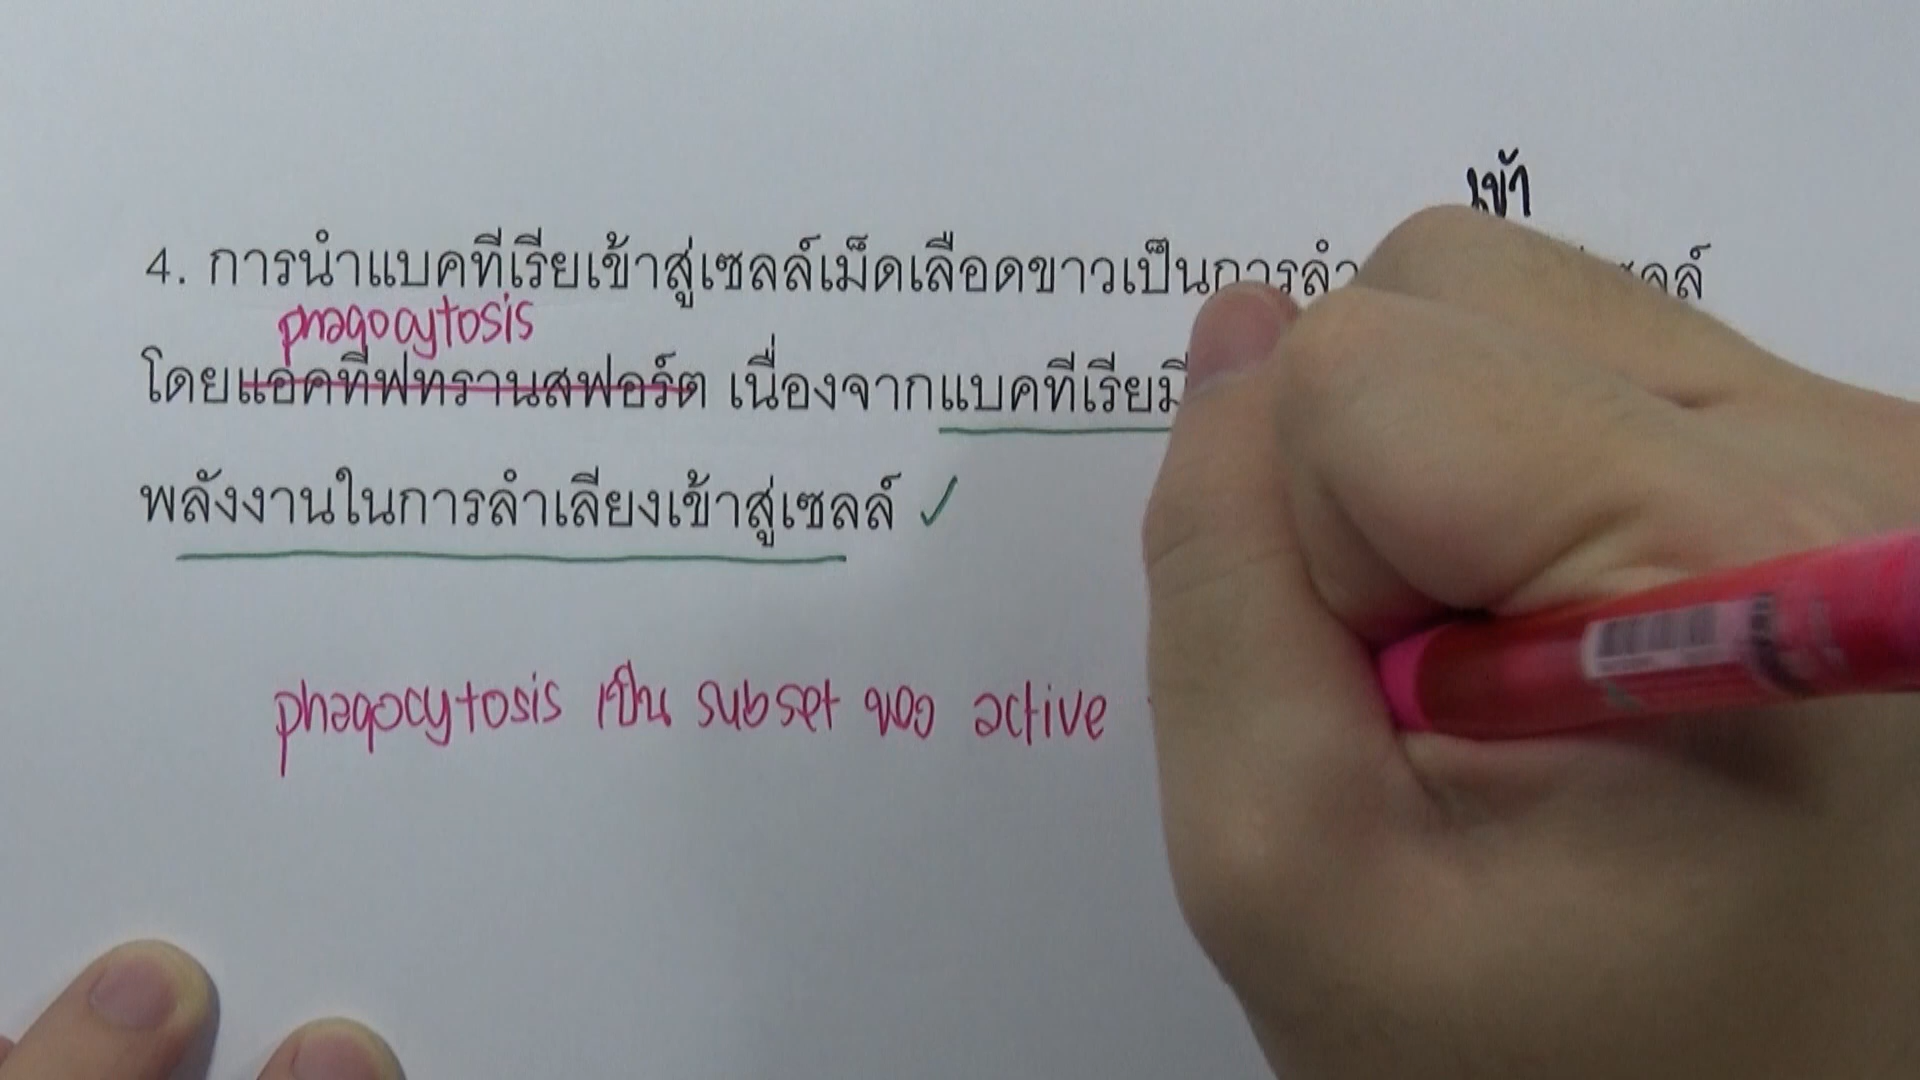 เข้า
4. การนำแบคทีเรียเข้าสู่เซลล์เม็ดเลือดขาวเป็นการลำ เซลล์
phagocytosis
โดยแอคทีฟทรานสฟอร์ต เนื่องจากแบคทีเรียมี
พลังงานในการลำเลียงเข้าสู่เซลล์ ✓
phagocytosis เป็น subset ของ active